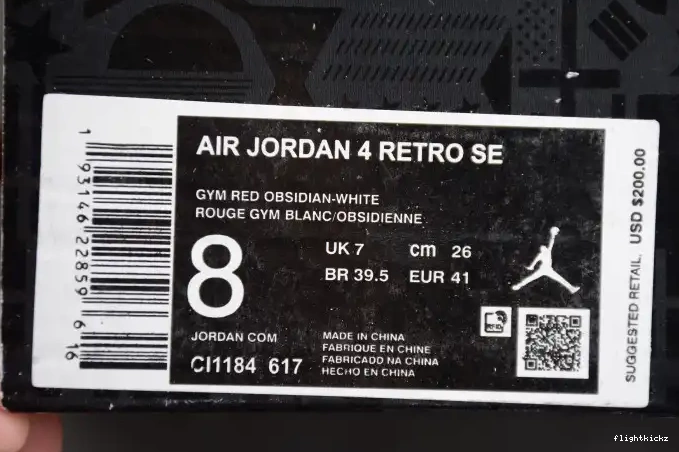 AIR JORDAN 4 RETRO SE
GYM RED OBSIDIAN-WHITE
ROUGE GYM BLANC/OBSIDIENNE
8
UK 7 cm 26
BR 39.5 EUR 41
JORDAN COM
CI1184 617
MADE IN CHINA
FABRIQUE EN CHINE
FABRICADO NA CHINA
HECHO EN CHINA
1 93146 22859 6 16
SUGGESTED RETAIL. USD $200.00
RFID
flightkickz